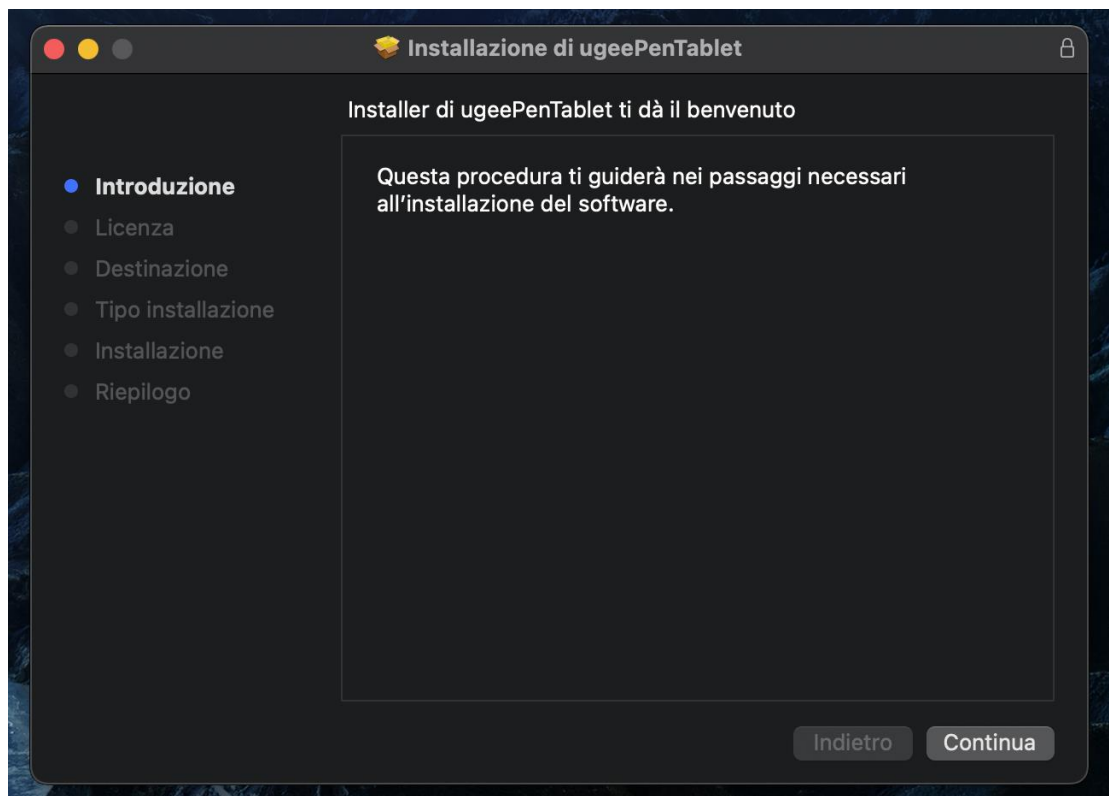 Installazione di ugeePenTablet
Installer di ugeePenTablet ti dà il benvenuto
Introduzione
Licenza
Destinazione
Tipo installazione
Installazione
Riepilogo
Questa procedura ti guiderà nei passaggi necessari
all’installazione del software.
Indietro
Continua